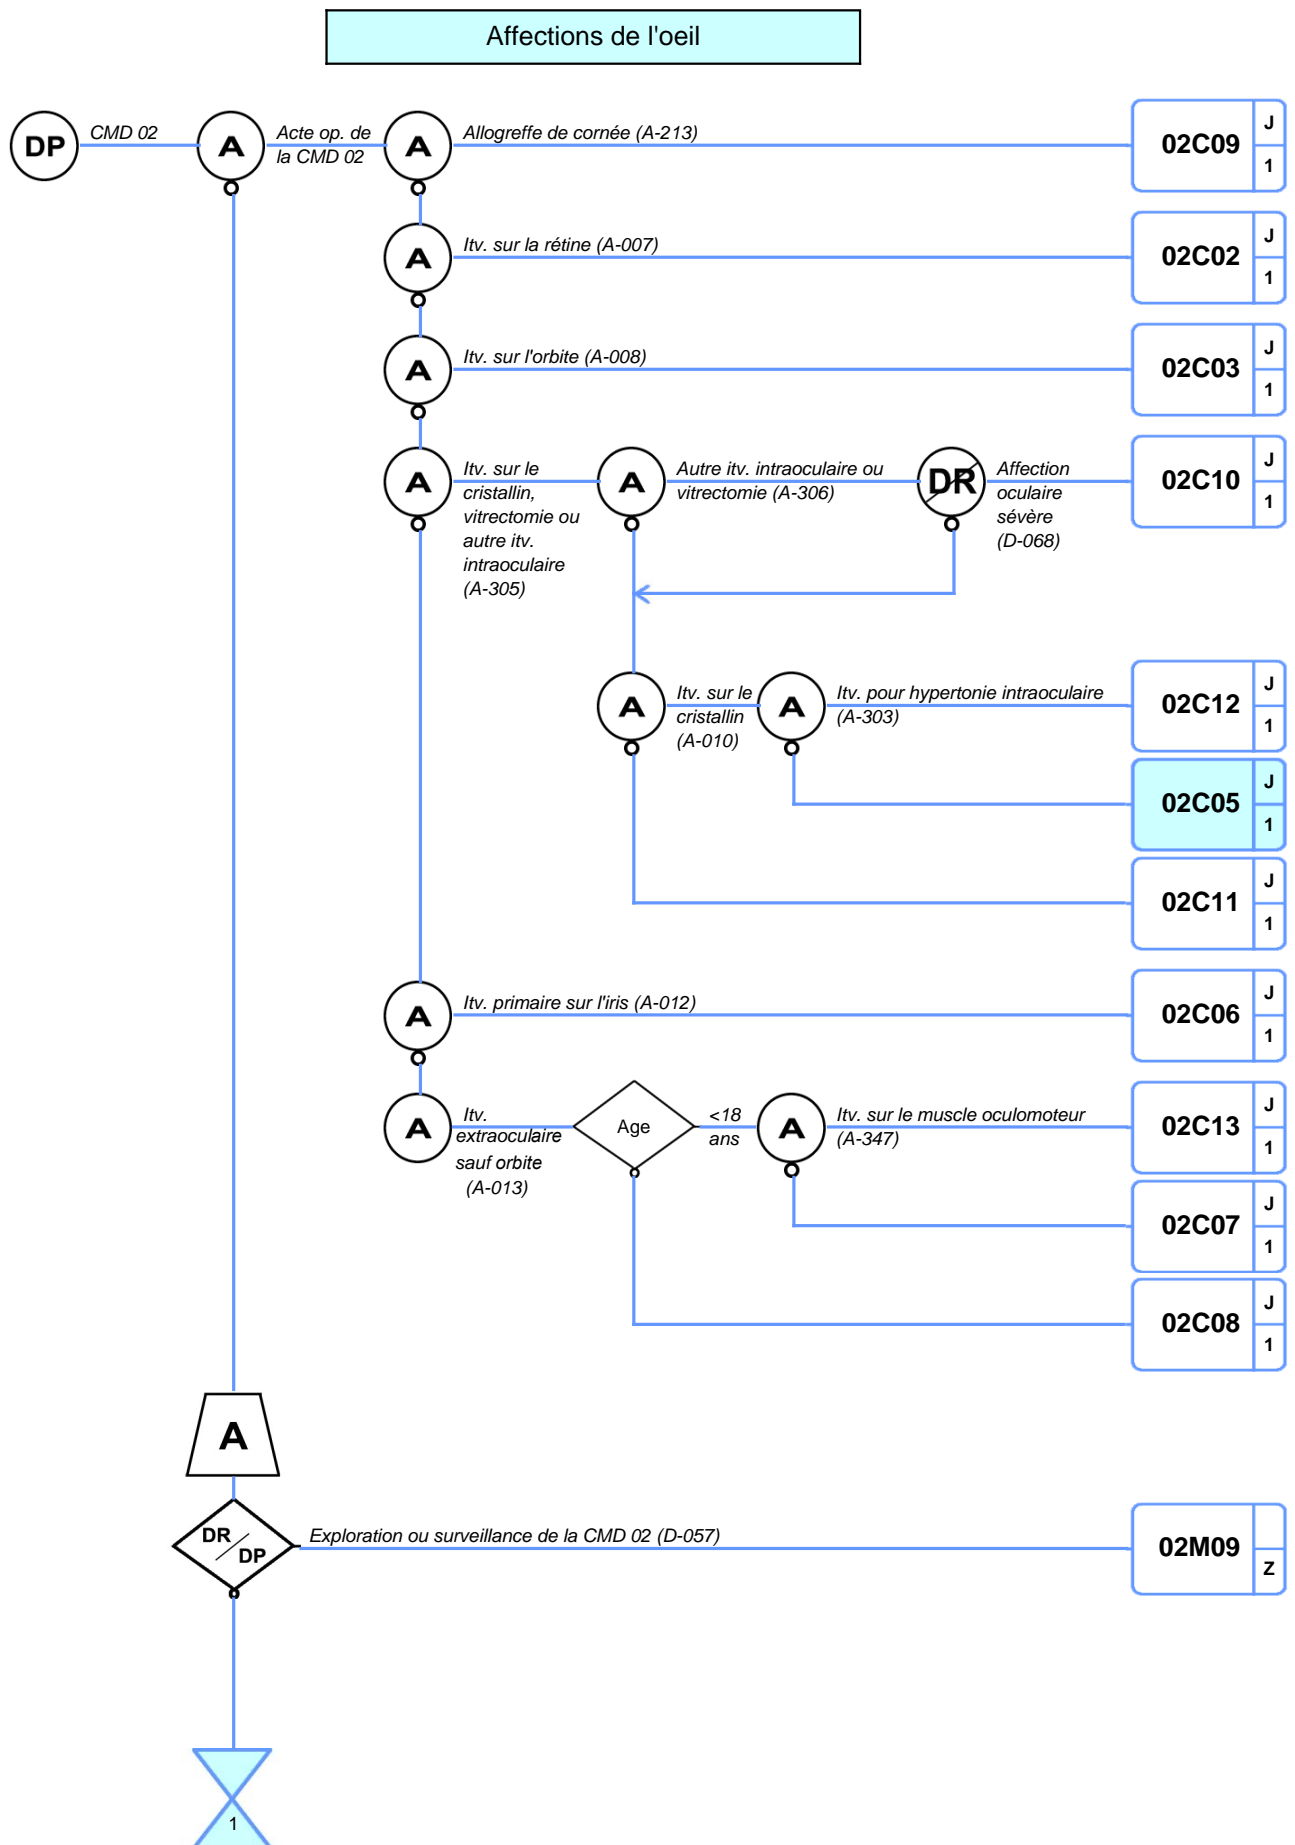 Affections de l'oeil
DP
CMD 02
A
Acte op. de
la CMD 02
A
Allogreffe de cornée (A-213)
02C09
J
1
A
Itv. sur la rétine (A-007)
02C02
J
1
A
Itv. sur l'orbite (A-008)
02C03
J
1
A
Itv. sur le
cristallin,
vitrectomie ou
autre itv.
intraoculaire
(A-305)
A
Autre itv. intraoculaire ou
vitrectomie (A-306)
DR
Affection
oculaire
sévère
(D-068)
02C10
J
1
A
Itv. sur le
cristallin
(A-010)
A
Itv. pour hypertonie intraoculaire
(A-303)
02C12
J
1
02C05
J
1
02C11
J
1
A
Itv. primaire sur l'iris (A-012)
02C06
J
1
A
Itv.
extraoculaire
sauf orbite
(A-013)
Age
<18
ans
A
Itv. sur le muscle oculomoteur
(A-347)
02C13
J
1
02C07
J
1
02C08
J
1
A
DR
DP
Exploration ou surveillance de la CMD 02 (D-057)
02M09
Z
1